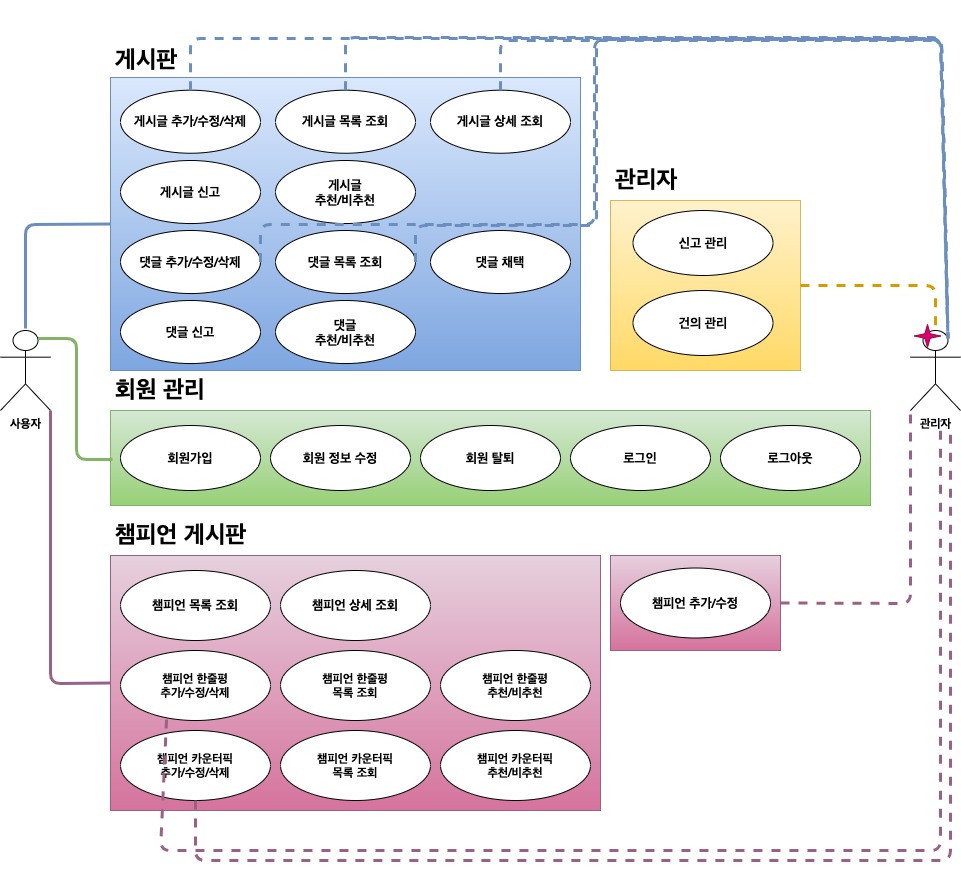 게시판
게시글 추가/수정/삭제
게시글 목록 조회
게시글 상세 조회
게시글 신고
게시글
추천/비추천
댓글 추가/수정/삭제
댓글 목록 조회
댓글 채택
댓글 신고
댓글
추천/비추천
관리자
신고 관리
건의 관리
사용자
관리자
회원 관리
회원가입
회원 정보 수정
회원 탈퇴
로그인
로그아웃
챔피언 게시판
챔피언 목록 조회
챔피언 상세 조회
챔피언 추가/수정
챔피언 한줄평
추가/수정/삭제
챔피언 한줄평
목록 조회
챔피언 한줄평
추천/비추천
챔피언 카운터픽
추가/수정/삭제
챔피언 카운터픽
목록 조회
챔피언 카운터픽
추천/비추천